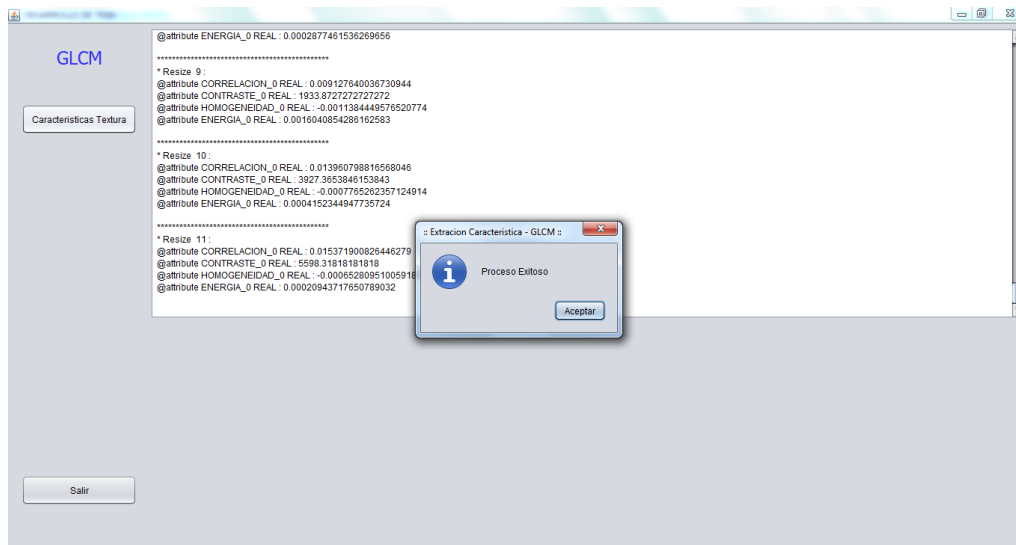 GLCM
Caracteristicas Textura
Salir
@attribute ENERGIA_0 REAL : 0.0002877461536269656
**********************************************
* Resize 9 :
@attribute CORRELACION_0 REAL : 0.009127640036730944
@attribute CONTRASTE_0 REAL : 1933.8727272727272
@attribute HOMOGENEIDAD_0 REAL : -0.0011384449576520774
@attribute ENERGIA_0 REAL : 0.0016040854286162583
**********************************************
* Resize 10 :
@attribute CORRELACION_0 REAL : 0.013960798816568046
@attribute CONTRASTE_0 REAL : 3927.3653846153843
@attribute HOMOGENEIDAD_0 REAL : -0.0007765262357124914
@attribute ENERGIA_0 REAL : 0.0004152344947735724
**********************************************
* Resize 11 :
@attribute CORRELACION_0 REAL : 0.015371900826446279
@attribute CONTRASTE_0 REAL : 5598.31818181818
@attribute HOMOGENEIDAD_0 REAL : -0.0006528095100591
@attribute ENERGIA_0 REAL : 0.00020943717650789032
:: Extracion Caracteristica - GLCM ::
Proceso Exitoso
Aceptar